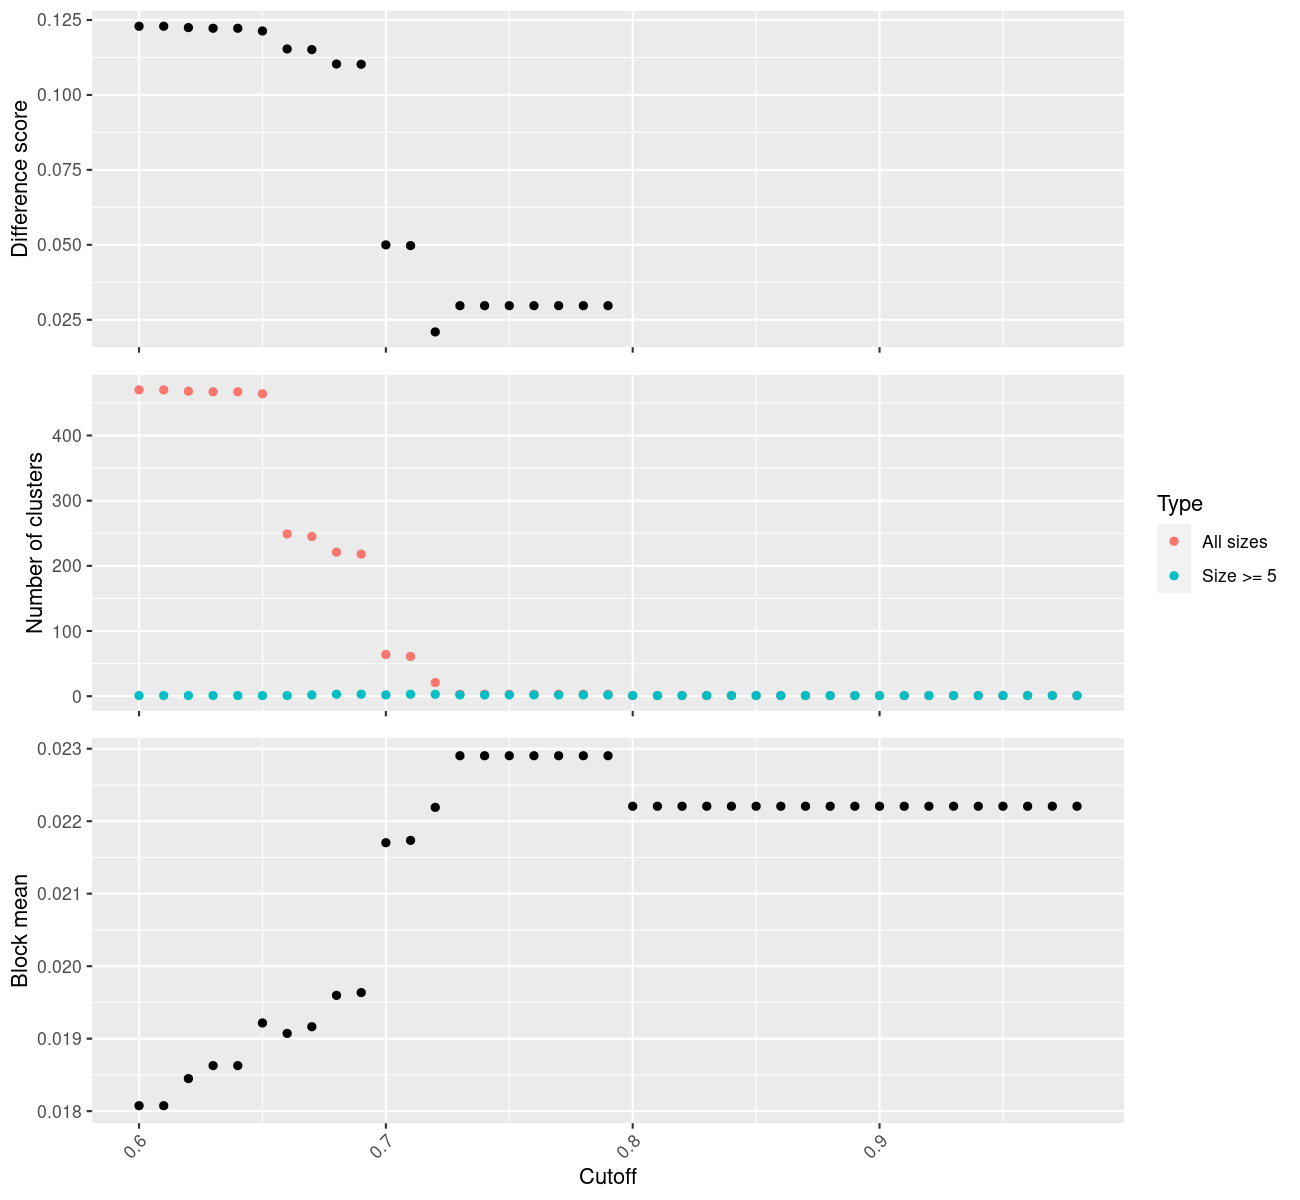 0.125
0.100
0.075
0.050
0.025
Difference score
400
300
200
100
0
Number of clusters
Type
All sizes
Size >= 5
0.023
0.022
0.021
0.020
0.019
0.018
Block mean
0.6
0.7
0.8
0.9
Cutoff